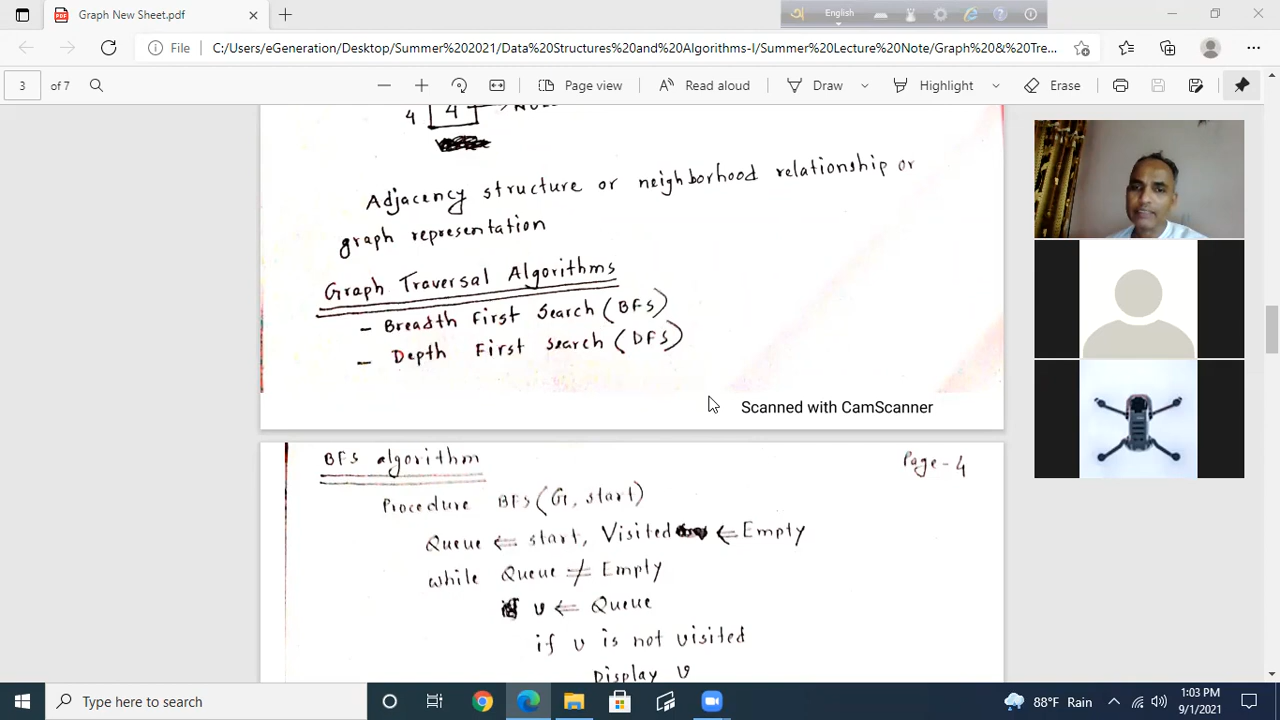 Graph New Sheet.pdf
English
File
C:/Users/eGeneration/Desktop/Summer%202021/Data%20Structures%20and%20Algorithms-I/Summer%20Lecture%20Note/Graph%20&%20Tre...
3 of 7
Page view
Read aloud
Draw
Highlight
Erase
4 4
Adjacency structure or neighborhood relationship or
graph representation
Graph Traversal Algorithms
- Breadth First Search (BFS)
- Depth First search (DFS)
Scanned with CamScanner
BFS algorithm
Page-4
Procedure BFS(G, start)
Queue ⇐ start, Visited ⇐ Empty
while Queue ≠ Empty
v ⇐ Queue
if v is not visited
Display v
Type here to search
88°F Rain
1:03 PM
9/1/2021